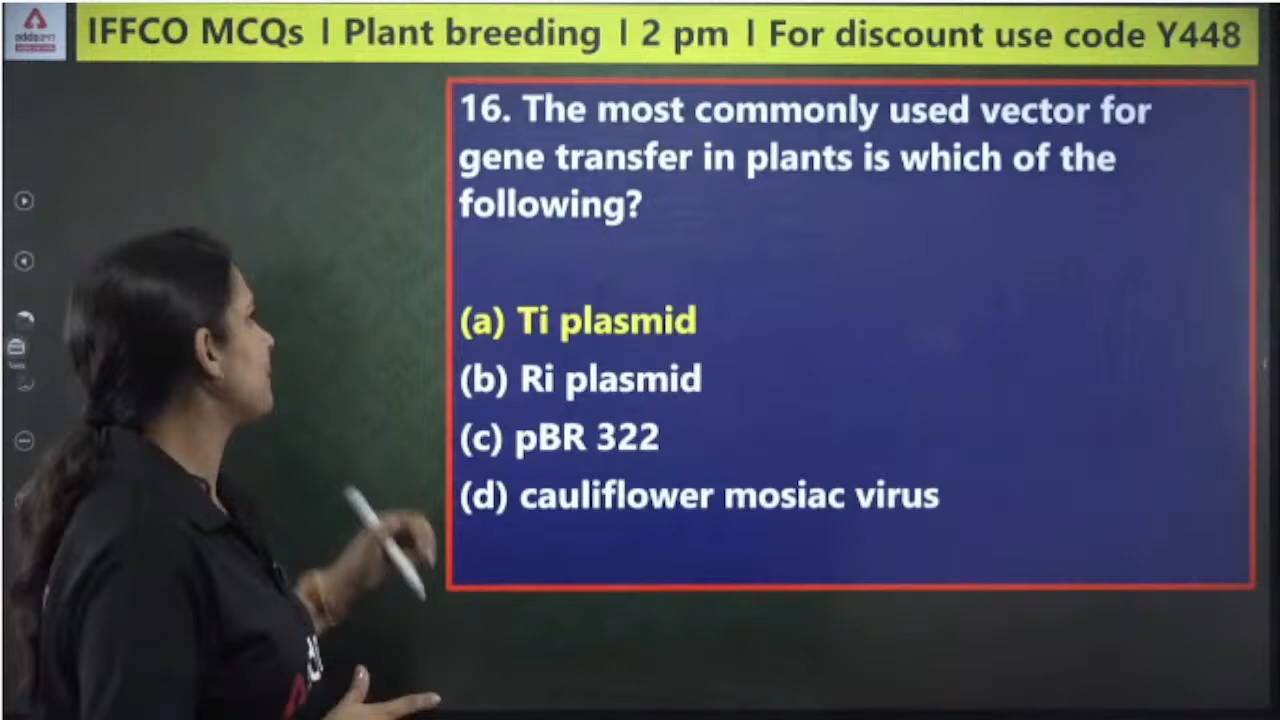 adda247
IFFCO MCQs I Plant breeding I 2 pm I For discount use code Y448
16. The most commonly used vector for
gene transfer in plants is which of the
following?
(a) Ti plasmid
(b) Ri plasmid
(c) pBR 322
(d) cauliflower mosiac virus